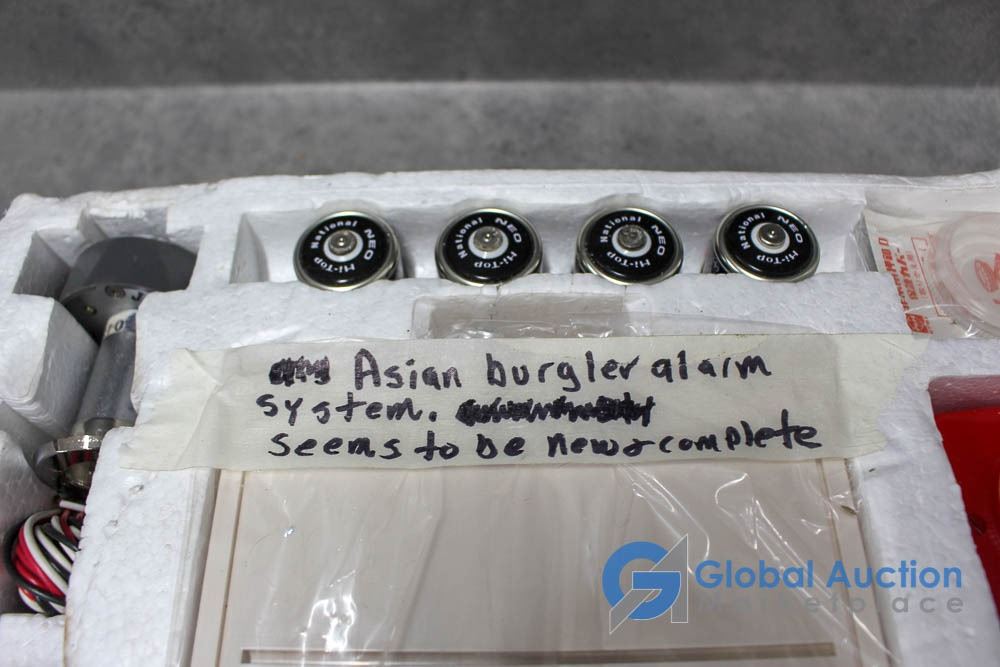 National NEO Hi-Top
National NEO Hi-Top
National NEO Hi-Top
National NEO Hi-Top
Asian burgler alarm
system.
seems to be new & complete
Global Auction
Marketplace